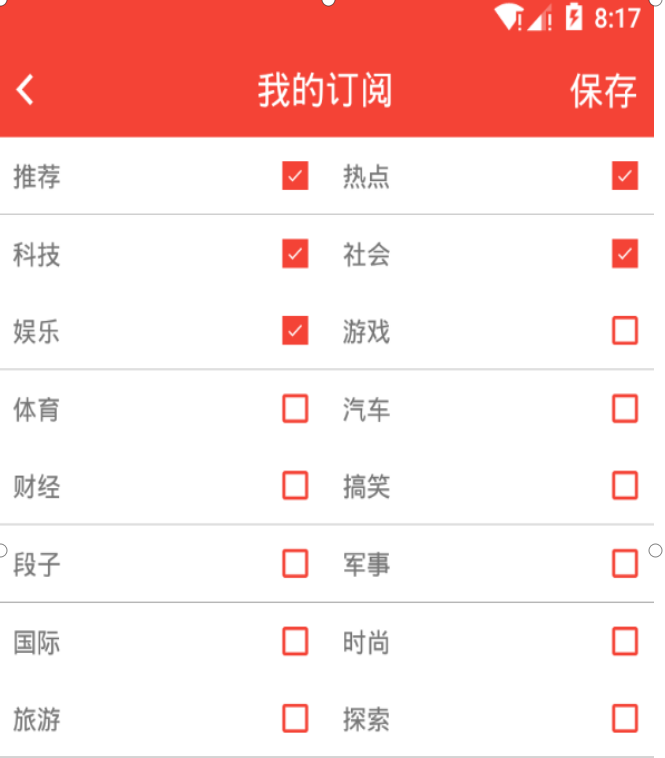 8:17
我的订阅 保存
推荐 热点
科技 社会
娱乐 游戏
体育 汽车
财经 搞笑
段子 军事
国际 时尚
旅游 探索